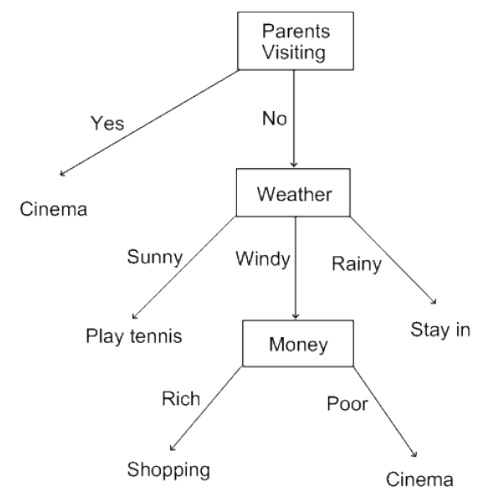 Parents
Visiting
Yes
No
Cinema
Weather
Sunny
Windy
Rainy
Play tennis
Money
Stay in
Rich
Poor
Shopping
Cinema